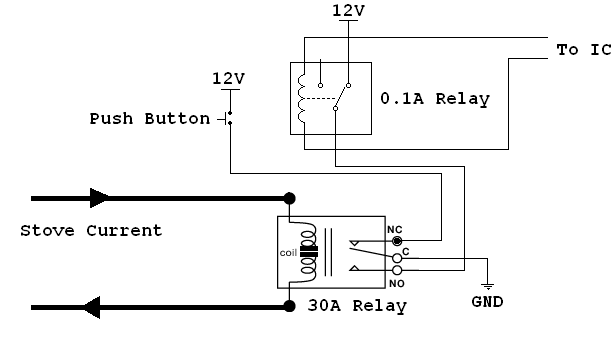 12V
To IC
12V
0.1A Relay
Push Button
Stove Current
NC
coil
C
NO
30A Relay
GND